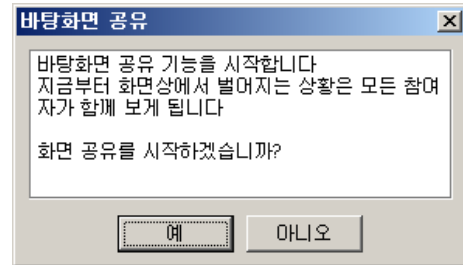 바탕화면 공유
바탕화면 공유 기능을 시작합니다
지금부터 화면상에서 벌어지는 상황은 모든 참여
자가 함께 보게 됩니다
화면 공유를 시작하겠습니까?
예
아니오